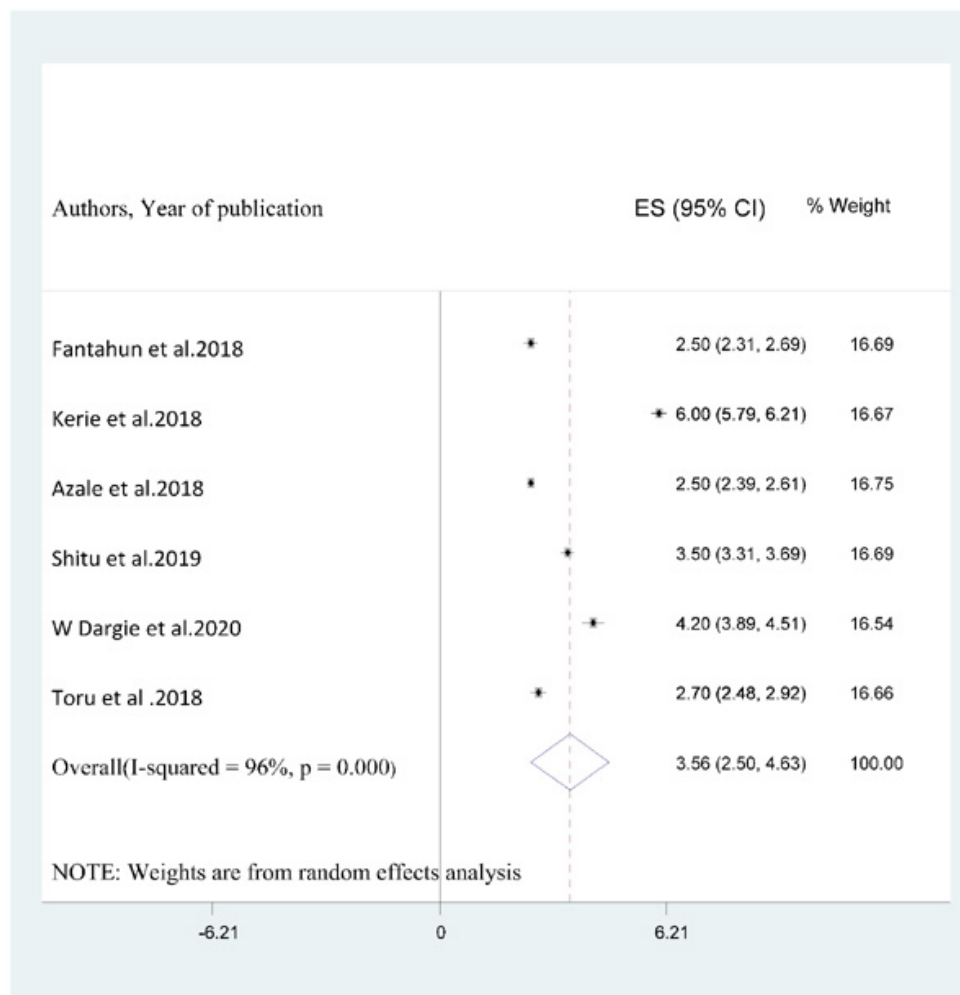 Authors, Year of publication ES (95% CI) % Weight
Fantahun et al.2018 2.50 (2.31, 2.69) 16.69
Kerie et al.2018 6.00 (5.79, 6.21) 16.67
Azale et al.2018 2.50 (2.39, 2.61) 16.75
Shitu et al.2019 3.50 (3.31, 3.69) 16.69
W Dargie et al.2020 4.20 (3.89, 4.51) 16.54
Toru et al .2018 2.70 (2.48, 2.92) 16.66
Overall(I-squared = 96%, p = 0.000) 3.56 (2.50, 4.63) 100.00
NOTE: Weights are from random effects analysis
-6.21 0 6.21